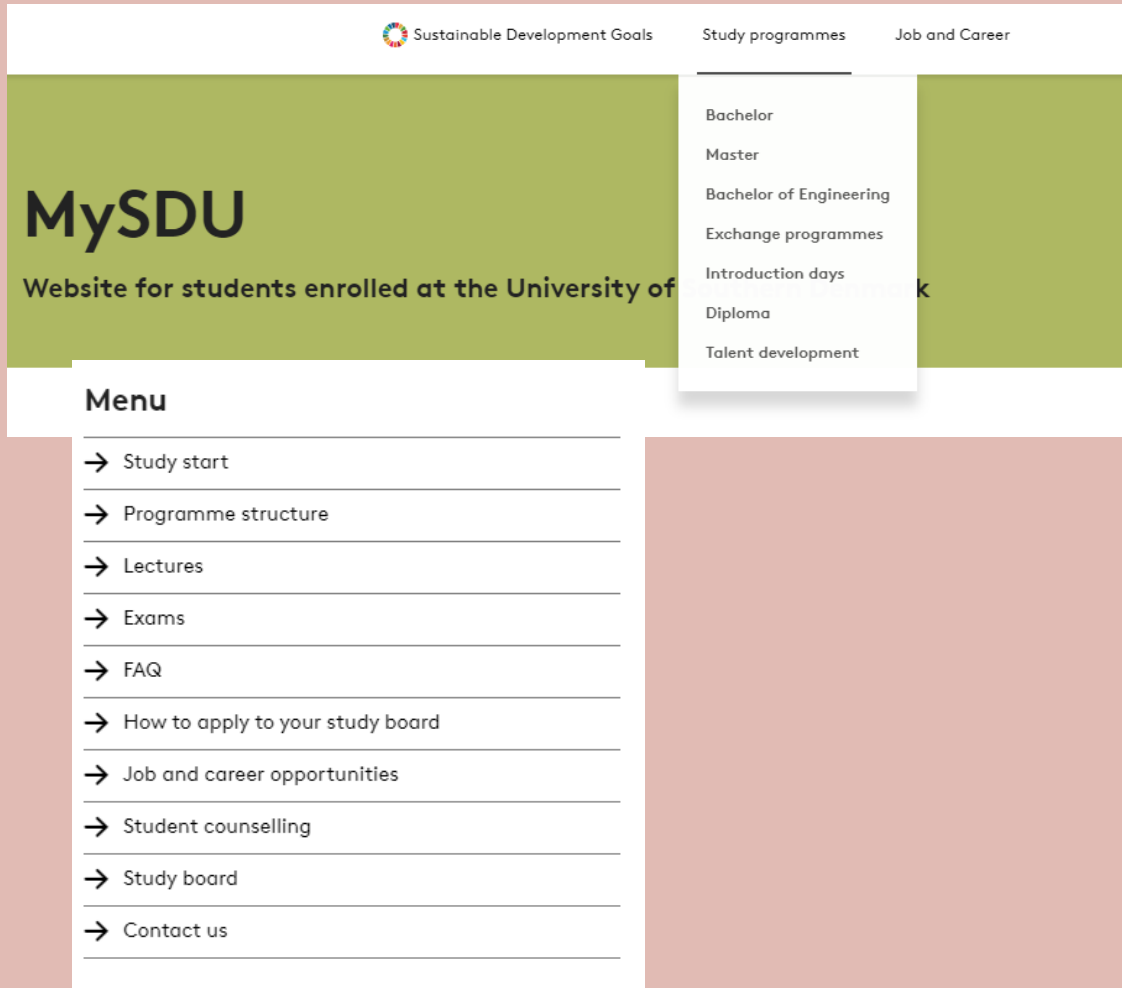 Sustainable Development Goals Study programmes Job and Career
Bachelor
Master
Bachelor of Engineering
Exchange programmes
Introduction days
Diploma
Talent development
MySDU
Website for students enrolled at the University of k
Menu
Study start
Programme structure
Lectures
Exams
FAQ
How to apply to your study board
Job and career opportunities
Student counselling
Study board
Contact us